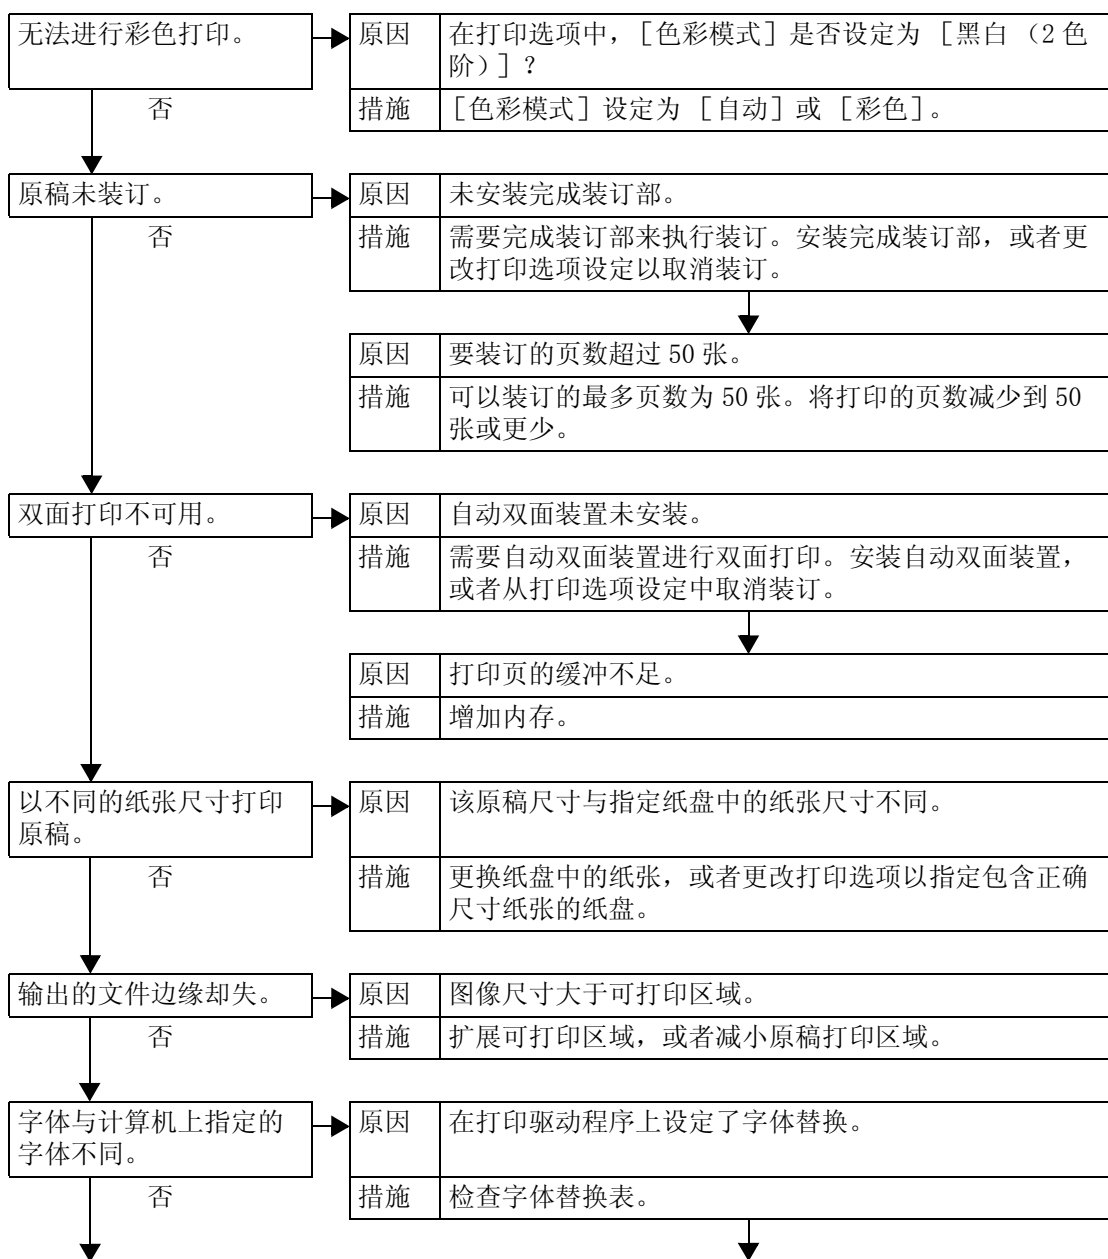 无法进行彩色打印。
原因 在打印选项中，［色彩模式］是否设定为 ［黑白 （2 色
阶）］？
否
措施 ［色彩模式］设定为 ［自动］或 ［彩色］。
原稿未装订。
原因 未安装完成装订部。
否
措施 需要完成装订部来执行装订。安装完成装订部，或者更
改打印选项设定以取消装订。
原因 要装订的页数超过 50 张。
措施 可以装订的最多页数为 50 张。将打印的页数减少到 50
张或更少。
双面打印不可用。
原因 自动双面装置未安装。
否
措施 需要自动双面装置进行双面打印。安装自动双面装置，
或者从打印选项设定中取消装订。
原因 打印页的缓冲不足。
措施 增加内存。
以不同的纸张尺寸打印
原稿。
原因 该原稿尺寸与指定纸盘中的纸张尺寸不同。
否
措施 更换纸盘中的纸张，或者更改打印选项以指定包含正确
尺寸纸张的纸盘。
输出的文件边缘却失。
原因 图像尺寸大于可打印区域。
否
措施 扩展可打印区域，或者减小原稿打印区域。
字体与计算机上指定的
字体不同。
原因 在打印驱动程序上设定了字体替换。
否
措施 检查字体替换表。